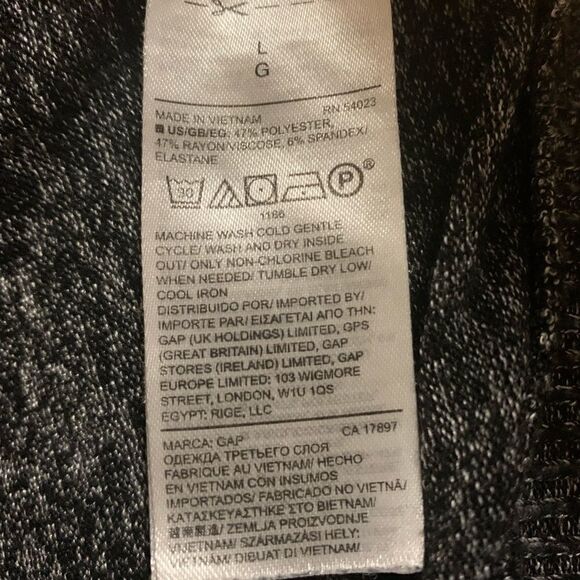 L
G
RN 54023
MADE IN VIETNAM
US/GB/EG: 47% POLYESTER,
47% RAYON/VISCOSE, 6% SPANDEX/
ELASTANE
30
P
®
1166
MACHINE WASH COLD GENTLE
CYCLE/ WASH AND DRY INSIDE
OUT/ ONLY NON-CHLORINE BLEACH
WHEN NEEDED/ TUMBLE DRY LOW/
COOL IRON
DISTRIBUIDO POR/ IMPORTED BY/
IMPORTE PAR/ ΕΙΣΑΓΕΤΑΙ ΑΠΟ ΤΗΝ:
GAP (UK HOLDINGS) LIMITED, GPS
(GREAT BRITAIN) LIMITED, GAP
STORES (IRELAND) LIMITED, GAP
EUROPE LIMITED: 103 WIGMORE
STREET, LONDON, W1U 1QS
EGYPT: RIGE, LLC
MARCA: GAP CA 17897
ОДЕЖДА ТРЕТЬЕГО СЛОЯ
FABRIQUE AU VIETNAM/ HECHO
EN VIETNAM CON INSUMOS
IMPORTADOS/ FABRICADO NO VIETNÃ/
ΚΑΤΑΣΚΕΥΑΣΤΗΚΕ ΣΤΟ ΒΙΕΤΝΑΜ/
ZEMLJA PROIZVODNJE
VIJETNAM/ SZÁRMAZÁSI HELY:
VIETNÁM/ DIBUAT DI VIETNAM/